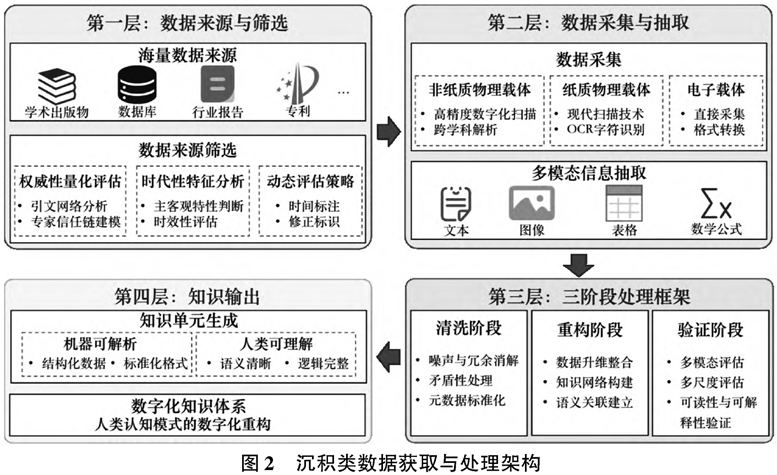 第一层：数据来源与筛选
海量数据来源
学术出版物 数据库 行业报告 专利 …
数据来源筛选
权威性量化评估 时代性特征分析 动态评估策略
• 引文网络分析 • 主客观特性判断 • 时间标注
• 专家信任链建模 • 时效性评估 • 修正标识
第二层：数据采集与抽取
数据采集
非纸质物理载体 纸质物理载体 电子载体
• 高精度数字化扫描 • 现代扫描技术 • 直接采集
• 跨学科解析 • OCR字符识别 • 格式转换
多模态信息抽取
∑x
文本 图像 表格 数学公式
第三层：三阶段处理框架
清洗阶段 重构阶段 验证阶段
• 噪声与冗余消解 • 数据升维整合 • 多模态评估
• 矛盾性处理 • 知识网络构建 • 多尺度评估
• 元数据标准化 • 语义关联建立 • 可读性与可解
释性验证
第四层：知识输出
知识单元生成
机器可解析 人类可理解
• 结构化数据 • 标准化格式 • 语义清晰 • 逻辑完整
数字化知识体系
人类认知模式的数字化重构
图2 沉积类数据获取与处理架构